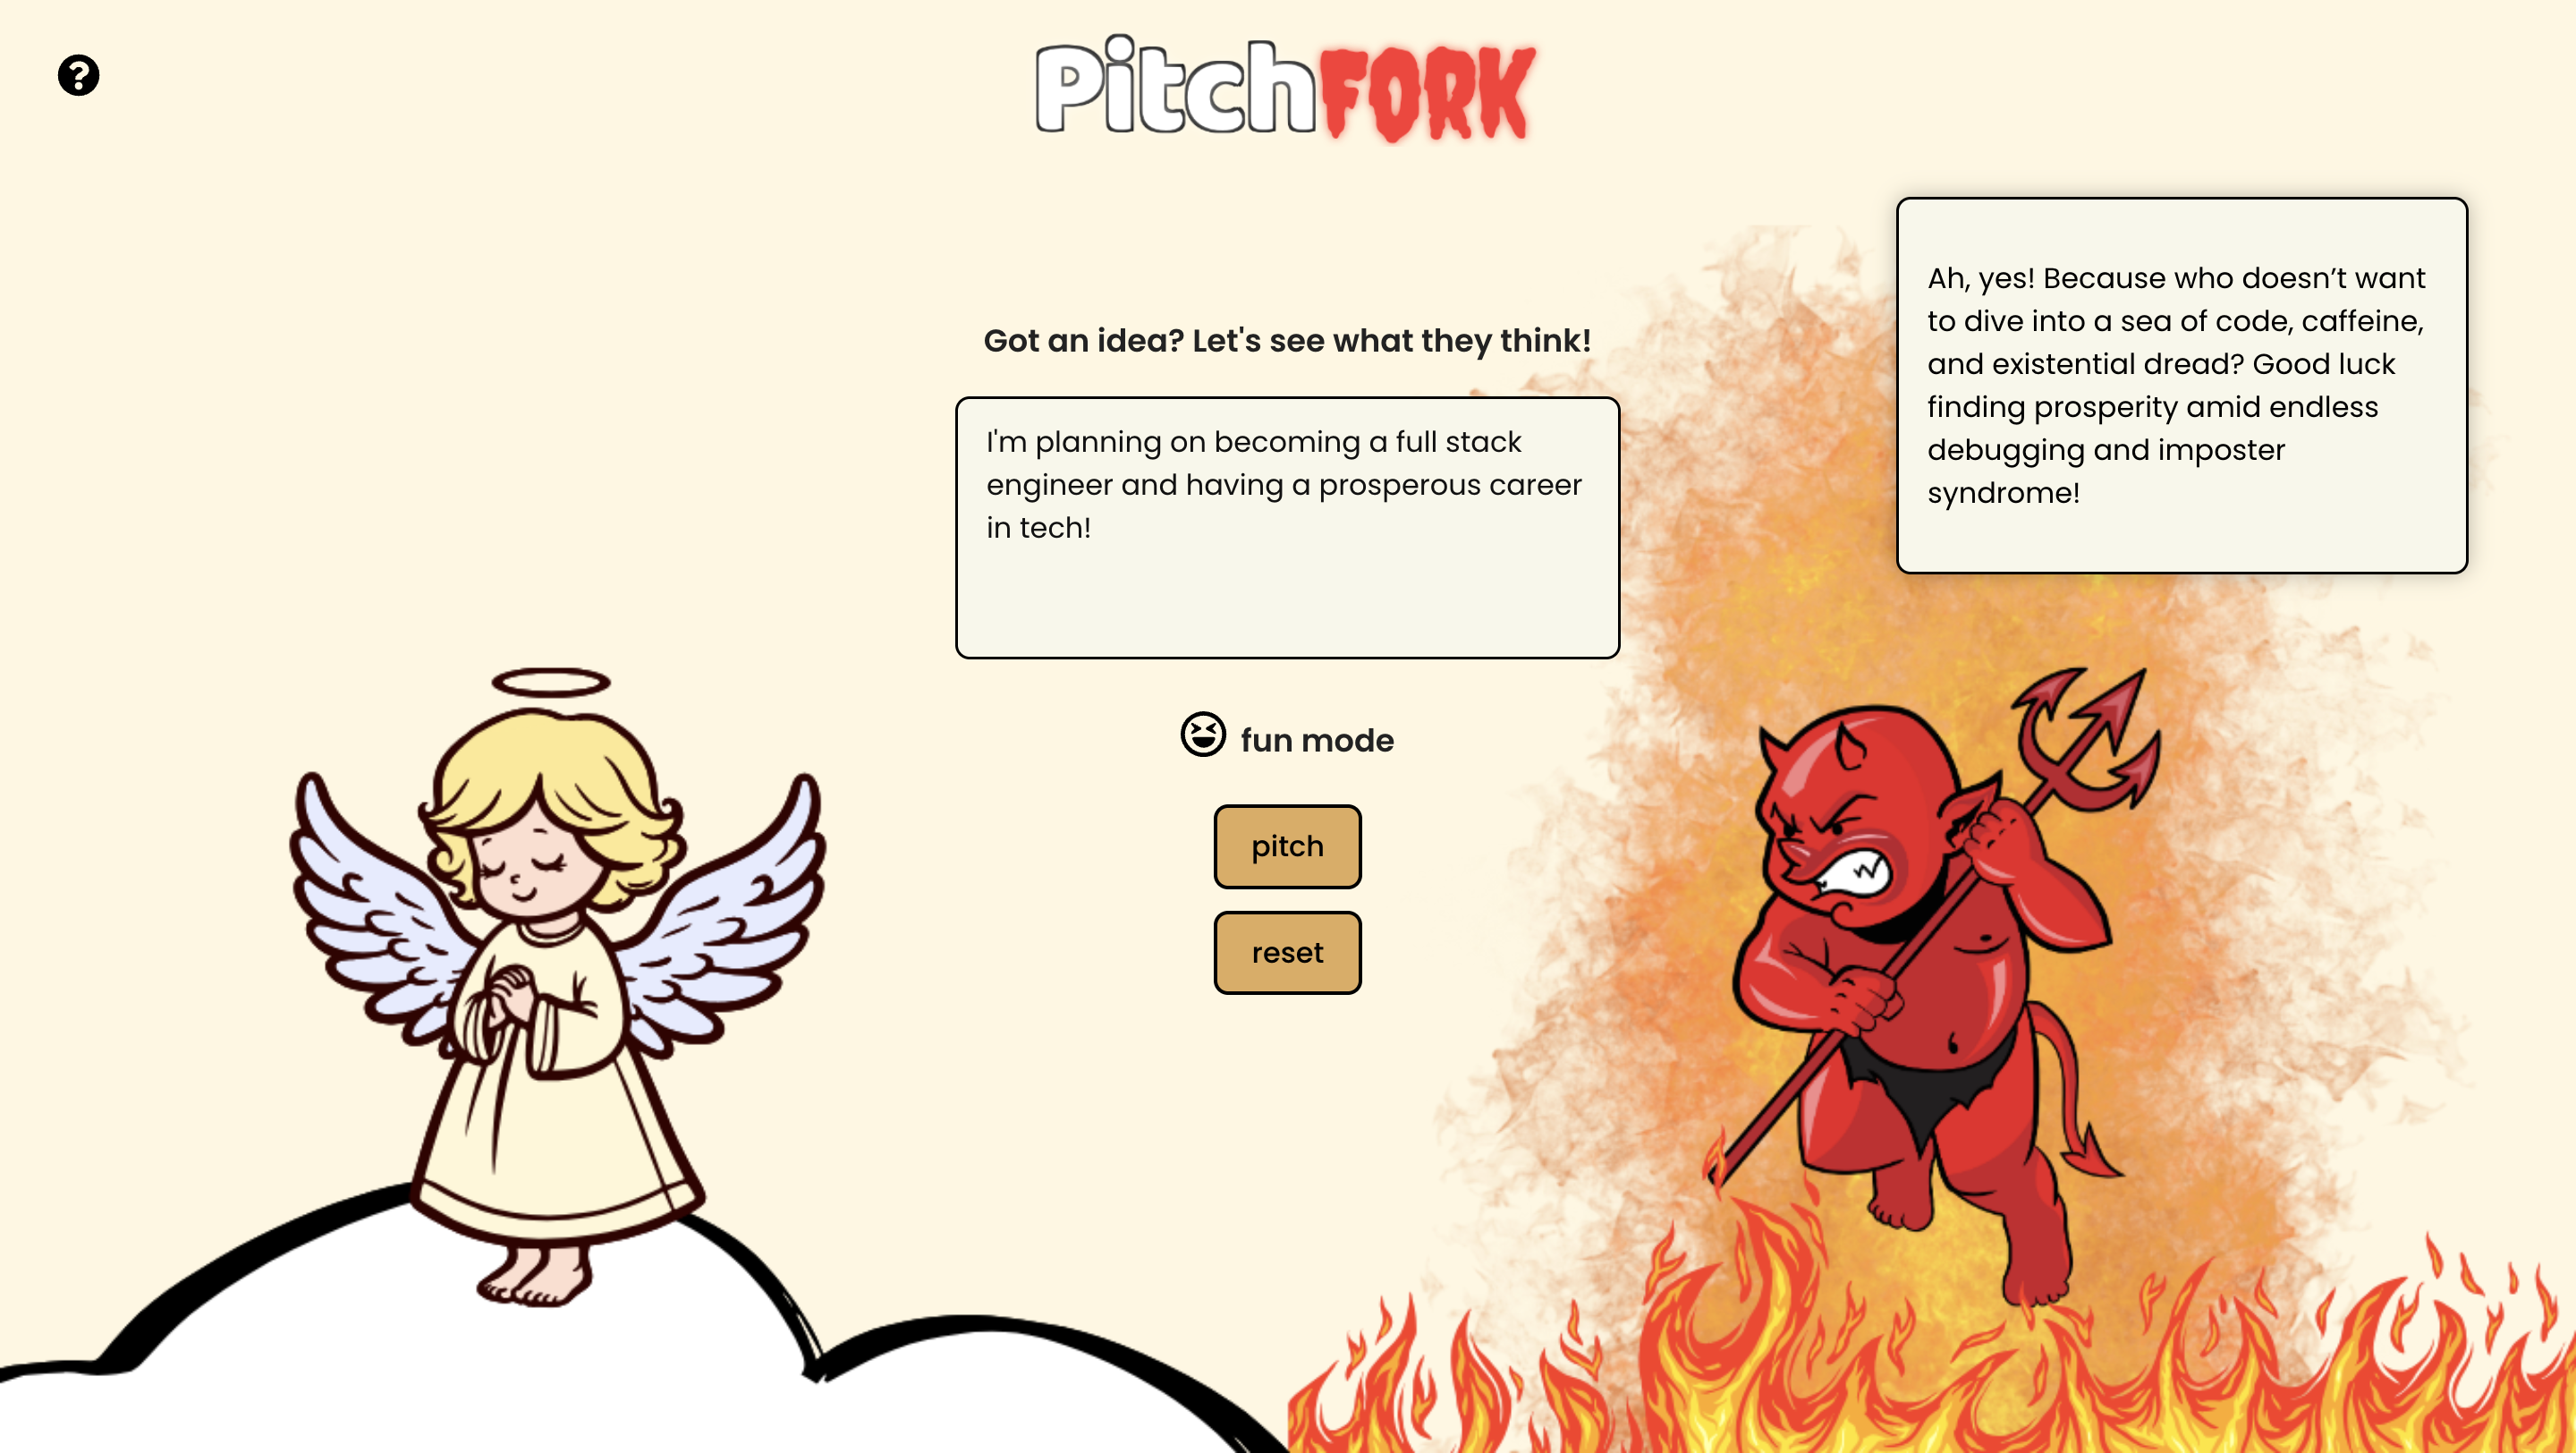 PitchFORK
Got an idea? Let's see what they think!
I'm planning on becoming a full stack
engineer and having a prosperous career
in tech!
fun mode
pitch
reset
Ah, yes! Because who doesn’t want
to dive into a sea of code, caffeine,
and existential dread? Good luck
finding prosperity amid endless
debugging and imposter
syndrome!